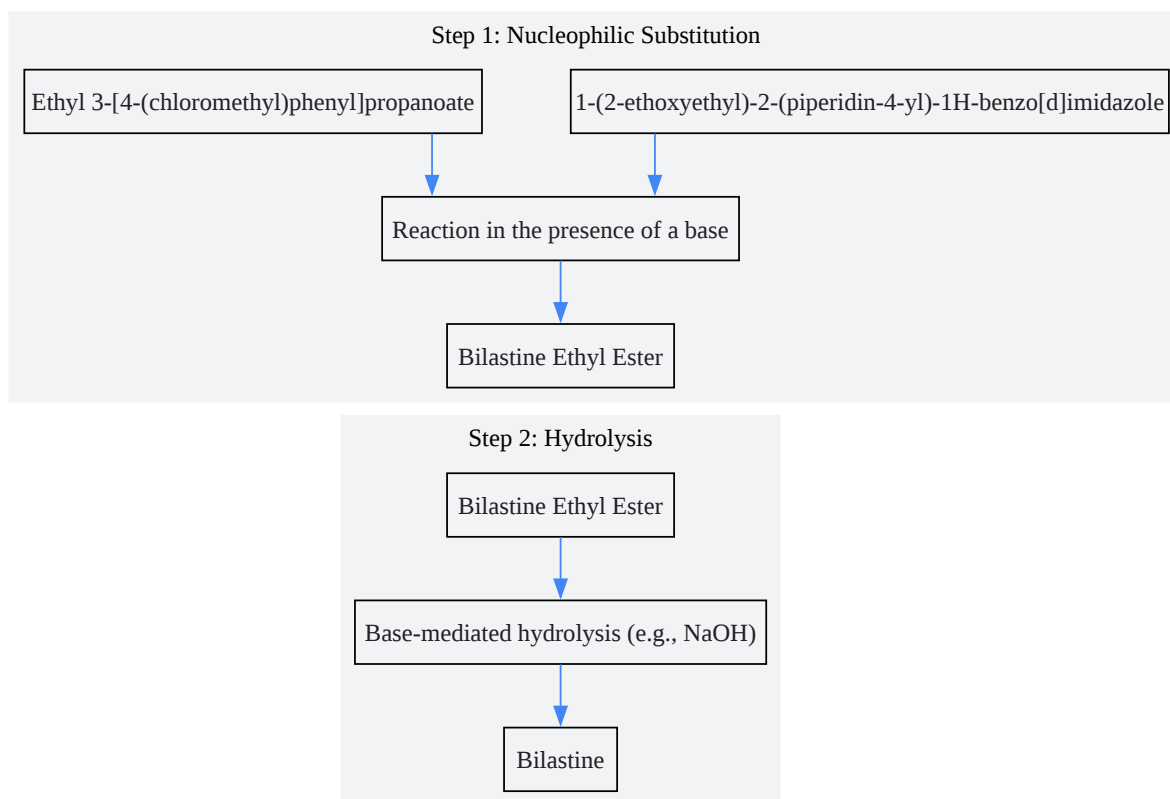 Step 1: Nucleophilic Substitution
Ethyl 3-[4-(chloromethyl)phenyl]propanoate
1-(2-ethoxyethyl)-2-(piperidin-4-yl)-1H-benzo[d]imidazole
Reaction in the presence of a base
Bilastine Ethyl Ester
Step 2: Hydrolysis
Bilastine Ethyl Ester
Base-mediated hydrolysis (e.g., NaOH)
Bilastine